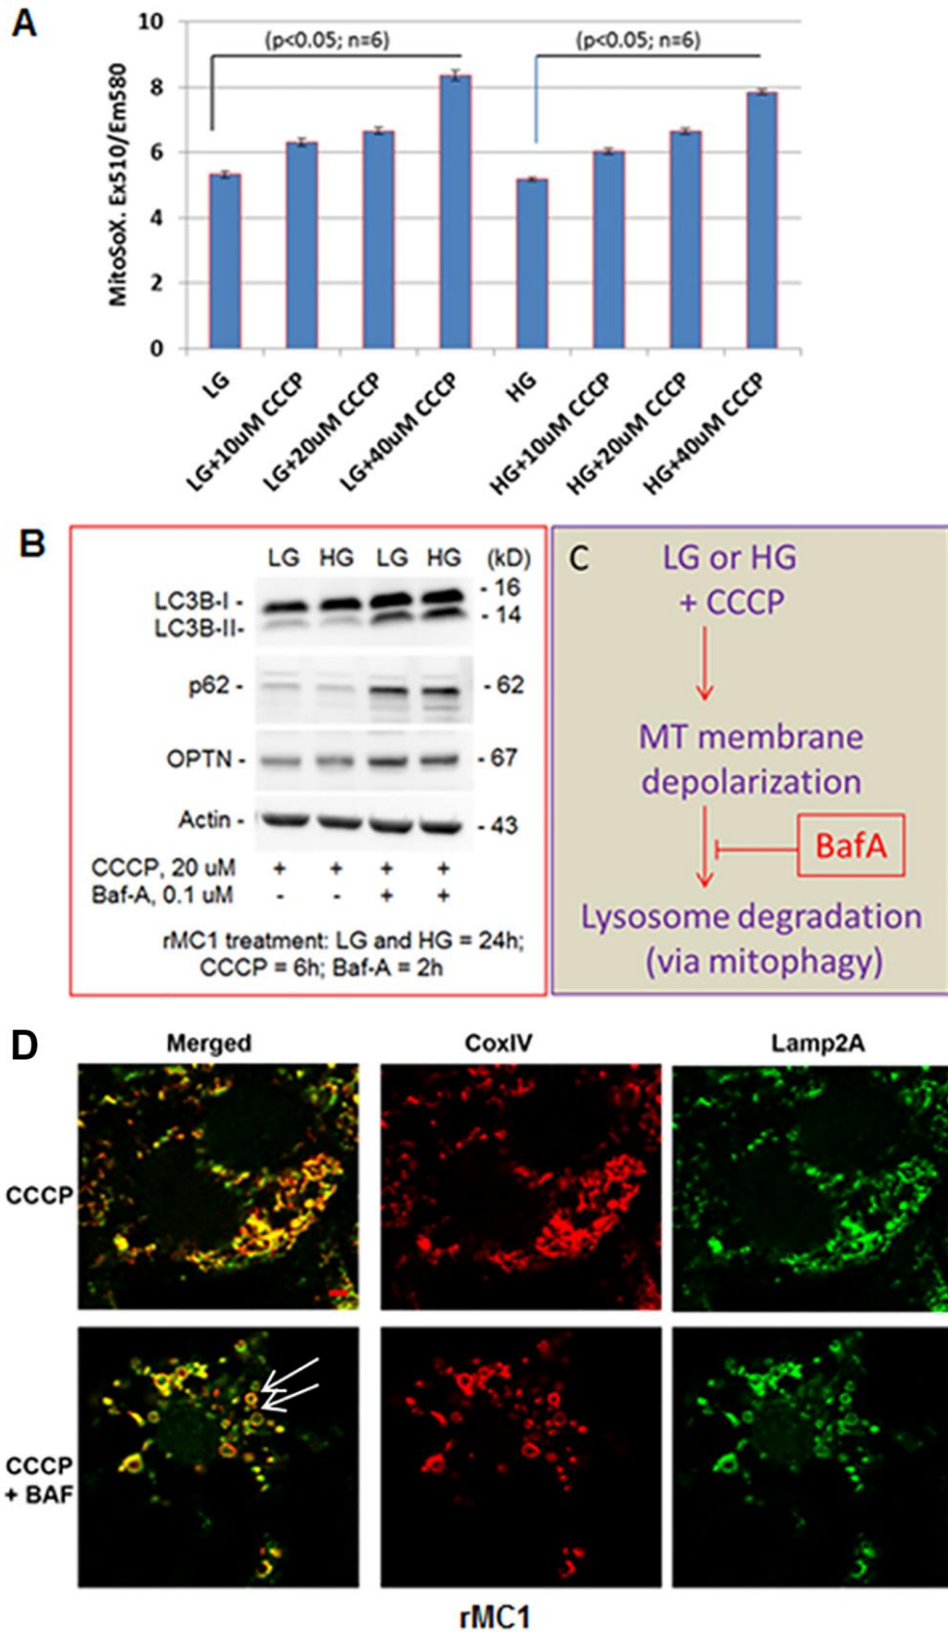 A
10
(p<0.05; n=6)
(p<0.05; n=6)
8
6
4
2
0
MitoSoX. Ex510/Em580
LG
LG+10uM CCCP
LG+20uM CCCP
LG+40uM CCCP
HG
HG+10uM CCCP
HG+20uM CCCP
HG+40uM CCCP
B
LG HG LG HG (kD)
LC3B-I - - 16
LC3B-II- - 14
p62 - - 62
OPTN - - 67
Actin - - 43
CCCP, 20 uM + + + +
Baf-A, 0.1 uM - - + +
rMC1 treatment: LG and HG = 24h;
CCCP = 6h; Baf-A = 2h
C
LG or HG
+ CCCP
MT membrane
depolarization
BafA
Lysosome degradation
(via mitophagy)
D
Merged CoxIV Lamp2A
CCCP
CCCP
+ BAF
rMC1